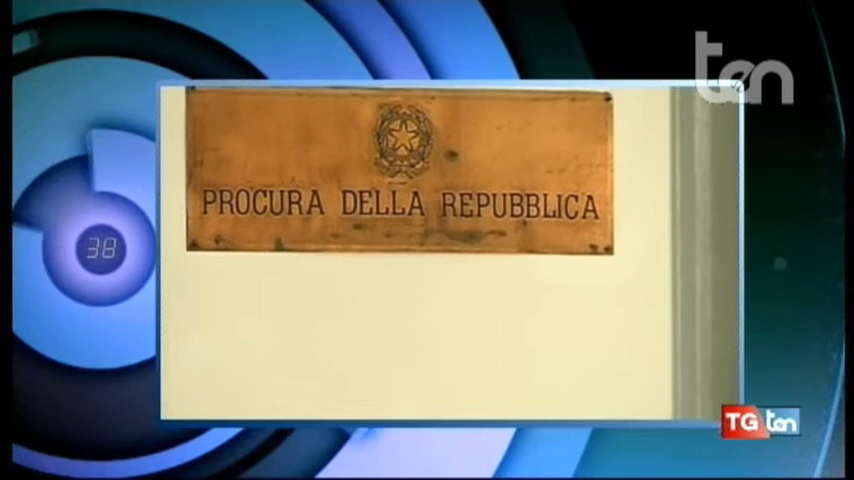 ten
PROCURA DELLA REPUBBLICA
38
TG ten